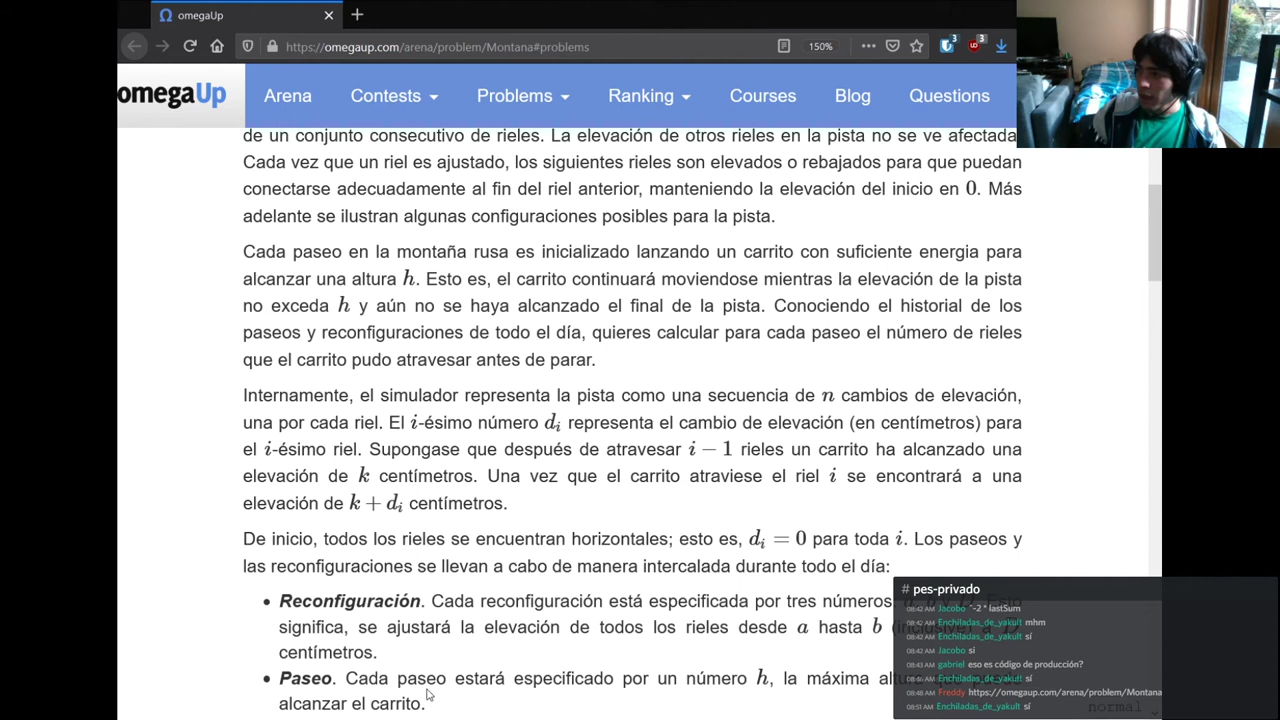 omegaUp
https://omegaup.com/arena/problem/Montana#problems
150%
3
3
omegaUp
Arena
Contests
Problems
Ranking
Courses
Blog
Questions
de un conjunto consecutivo de rieles. La elevación de otros rieles en la pista no se ve afectada.
Cada vez que un riel es ajustado, los siguientes rieles son elevados o rebajados para que puedan
conectarse adecuadamente al fin del riel anterior, manteniendo la elevación del inicio en 0. Más
adelante se ilustran algunas configuraciones posibles para la pista.
Cada paseo en la montaña rusa es inicializado lanzando un carrito con suficiente energia para
alcanzar una altura h. Esto es, el carrito continuará moviendose mientras la elevación de la pista
no exceda h y aún no se haya alcanzado el final de la pista. Conociendo el historial de los
paseos y reconfiguraciones de todo el día, quieres calcular para cada paseo el número de rieles
que el carrito pudo atravesar antes de parar.
Internamente, el simulador representa la pista como una secuencia de n cambios de elevación,
una por cada riel. El i-ésimo número d_i representa el cambio de elevación (en centímetros) para
el i-ésimo riel. Supongase que después de atravesar i − 1 rieles un carrito ha alcanzado una
elevación de k centímetros. Una vez que el carrito atraviese el riel i se encontrará a una
elevación de k + d_i centímetros.
De inicio, todos los rieles se encuentran horizontales; esto es, d_i = 0 para toda i. Los paseos y
las reconfiguraciones se llevan a cabo de manera intercalada durante todo el día:
• Reconfiguración. Cada reconfiguración está especificada por tres números
significa, se ajustará la elevación de todos los rieles desde a hasta b (inclusive) a D
centímetros.
• Paseo. Cada paseo estará especificado por un número h, la máxima altura
alcanzar el carrito.
# pes-privado
08:42 AM Jacobo ^-2 * lastSum
08:42 AM Enchiladas_de_yakult mhm
08:42 AM Enchiladas_de_yakult sí
08:42 AM Jacobo si
08:43 AM gabriel eso es código de producción?
08:46 AM Enchiladas_de_yakult sí
08:48 AM Freddy https://omegaup.com/arena/problem/Montana
08:51 AM Enchiladas_de_yakult sí
normal